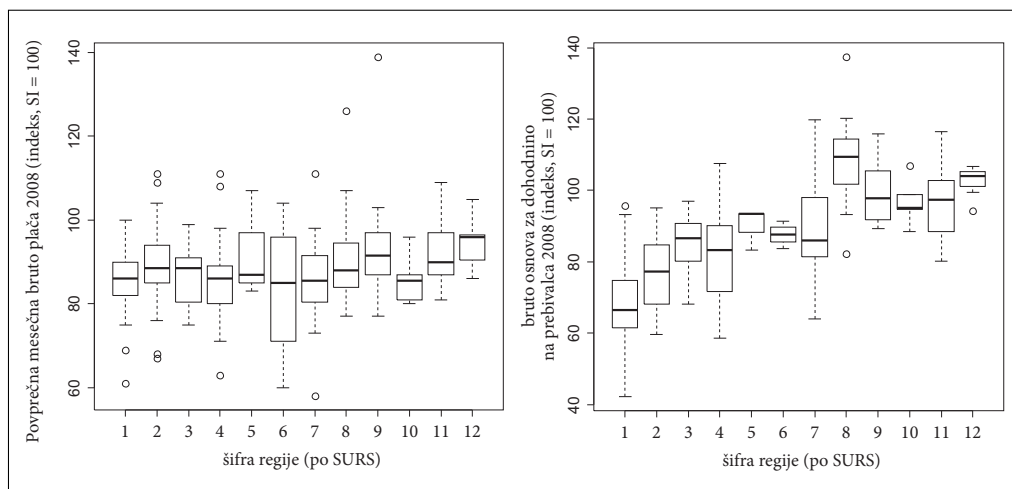 Povprečna mesečna bruto plača 2008 (indeks, SI = 100)
140
120
100
80
60
1 2 3 4 5 6 7 8 9 10 11 12
šifra regije (po SURS)
bruto osnova za dohodnino
na prebivalca 2008 (indeks, SI = 100)
140
120
100
80
60
40
1 2 3 4 5 6 7 8 9 10 11 12
šifra regije (po SURS)